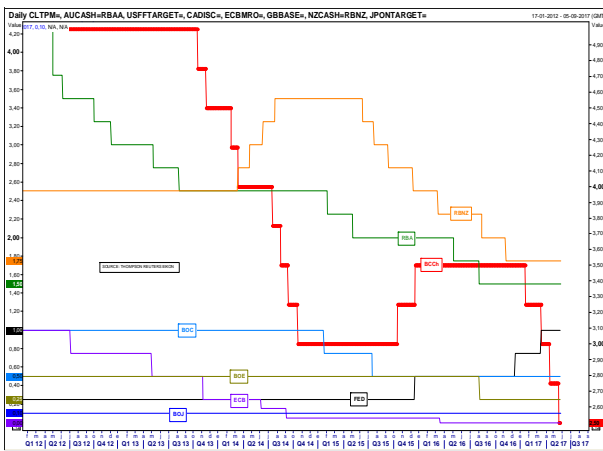 Daily CLTPM=, AUCASH=RBAA, USFFTARGET=, CADISC=, ECBMRO=, GBBASE=, NZCASH=RBNZ, JPONTARGET=
17-01-2012 - 05-09-2017 (GMT
Value
017, 0,10, N/A, N/A
Value
4,20
4,00
3,80
3,60
3,40
3,20
3,00
2,80
2,60
2,40
2,20
2,00
1,80
1,75
1,50
1,20
0,80
0,60
0,40
4,90
4,80
4,70
4,60
4,50
4,40
4,30
4,20
4,10
4,00
3,90
3,80
3,70
3,60
3,50
3,40
3,30
3,20
3,10
3,00
2,90
2,80
2,70
2,60
RBNZ
RBA
BCCh
SOURCE: THOMPSON REUTERS EIKON
BOC
BOE
ECB
FED
BOJ
f m a m j j a s o n d e f m a m j j a s o n d e f m a m j j a s o n d e f m a m j j a s o n d e f m a m j j a s o n d e f m a m j j a s
Q1 12 Q2 12 Q3 12 Q4 12 Q1 13 Q2 13 Q3 13 Q4 13 Q1 14 Q2 14 Q3 14 Q4 14 Q1 15 Q2 15 Q3 15 Q4 15 Q1 16 Q2 16 Q3 16 Q4 16 Q1 17 Q2 17 Q3 17